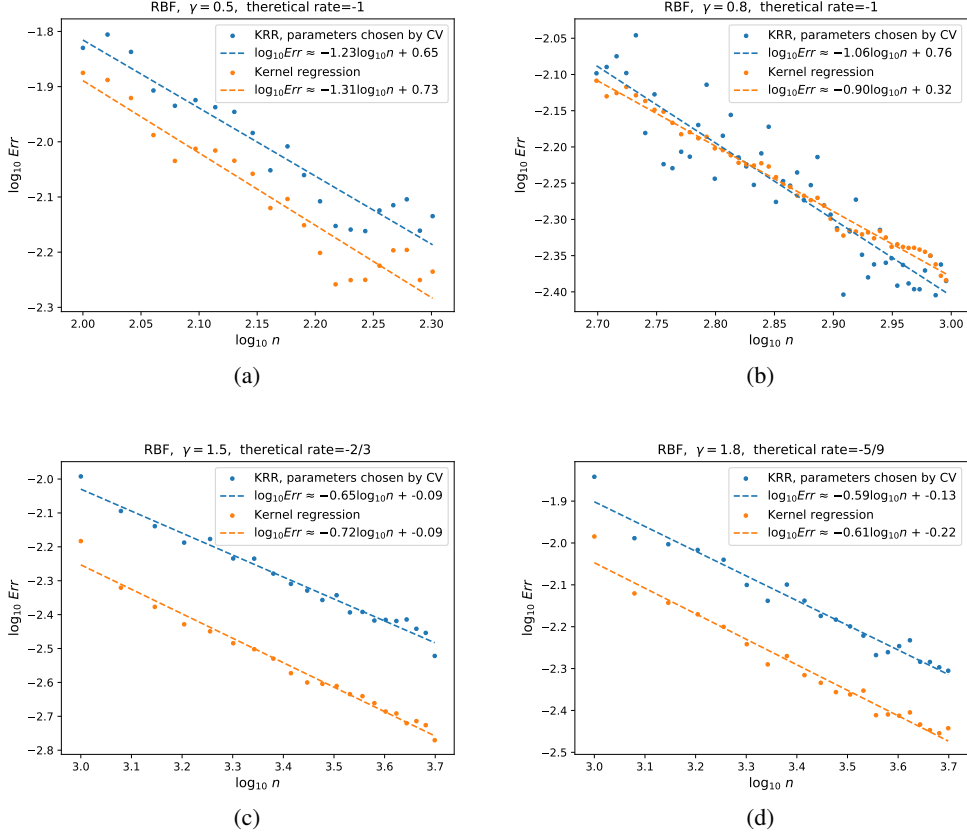 RBF, γ = 0.5, theretical rate=-1
KRR, parameters chosen by CV
log₁₀Err ≈ −1.23log₁₀n + 0.65
Kernel regression
log₁₀Err ≈ −1.31log₁₀n + 0.73
−1.8
−1.9
−2.0
−2.1
−2.2
−2.3
log₁₀ Err
2.00 2.05 2.10 2.15 2.20 2.25 2.30
log₁₀ n
(a)
RBF, γ = 0.8, theretical rate=-1
KRR, parameters chosen by CV
log₁₀Err ≈ −1.06log₁₀n + 0.76
Kernel regression
log₁₀Err ≈ −0.90log₁₀n + 0.32
−2.05
−2.10
−2.15
−2.20
−2.25
−2.30
−2.35
−2.40
log₁₀ Err
2.70 2.75 2.80 2.85 2.90 2.95 3.00
log₁₀ n
(b)
RBF, γ = 1.5, theretical rate=-2/3
KRR, parameters chosen by CV
log₁₀Err ≈ −0.65log₁₀n + -0.09
Kernel regression
log₁₀Err ≈ −0.72log₁₀n + -0.09
−2.0
−2.1
−2.2
−2.3
−2.4
−2.5
−2.6
−2.7
−2.8
log₁₀ Err
3.0 3.1 3.2 3.3 3.4 3.5 3.6 3.7
log₁₀ n
(c)
RBF, γ = 1.8, theretical rate=-5/9
KRR, parameters chosen by CV
log₁₀Err ≈ −0.59log₁₀n + -0.13
Kernel regression
log₁₀Err ≈ −0.61log₁₀n + -0.22
−1.9
−2.0
−2.1
−2.2
−2.3
−2.4
−2.5
log₁₀ Err
3.0 3.1 3.2 3.3 3.4 3.5 3.6 3.7
log₁₀ n
(d)